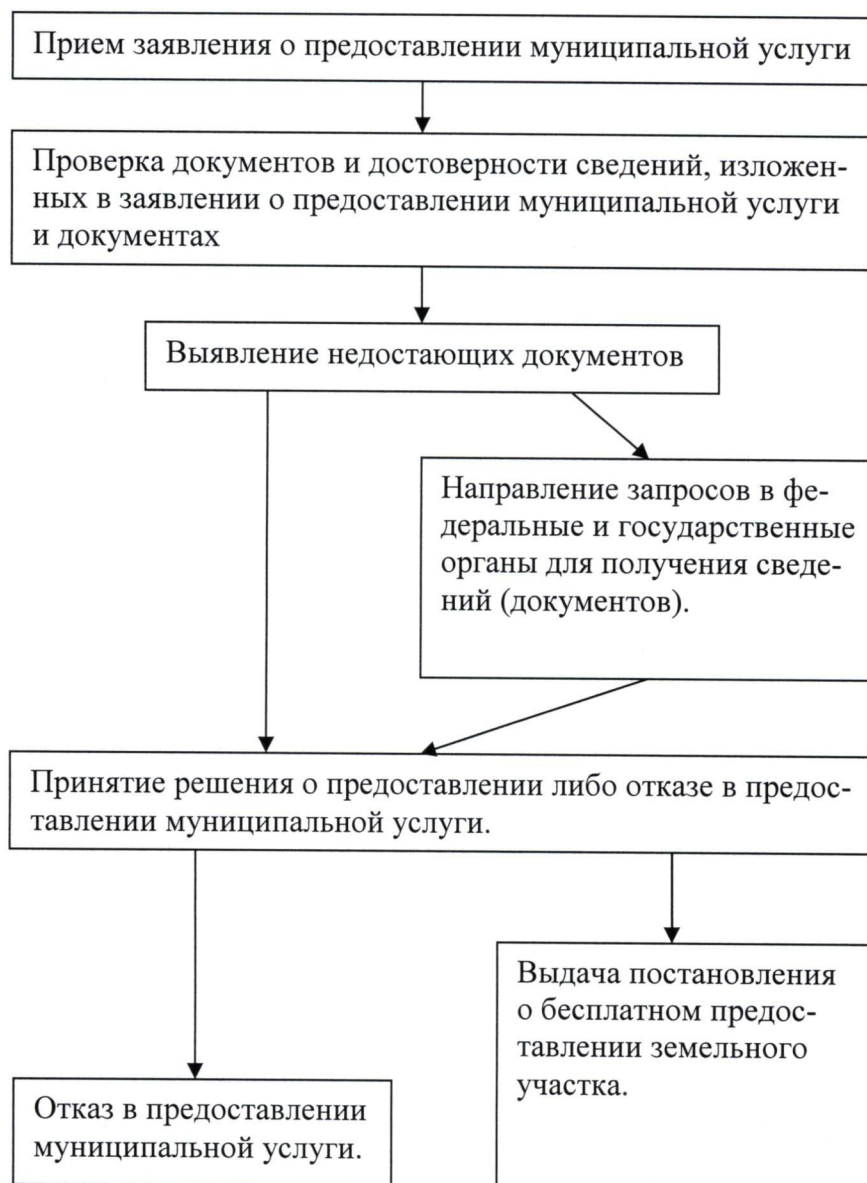 Прием заявления о предоставлении муниципальной услуги
Проверка документов и достоверности сведений, изложен-
ных в заявлении о предоставлении муниципальной услуги
и документах
Выявление недостающих документов
Направление запросов в фе-
деральные и государственные
органы для получения сведе-
ний (документов).
Принятие решения о предоставлении либо отказе в предос-
тавлении муниципальной услуги.
Выдача постановления
о бесплатном предос-
тавлении земельного
участка.
Отказ в предоставлении
муниципальной услуги.